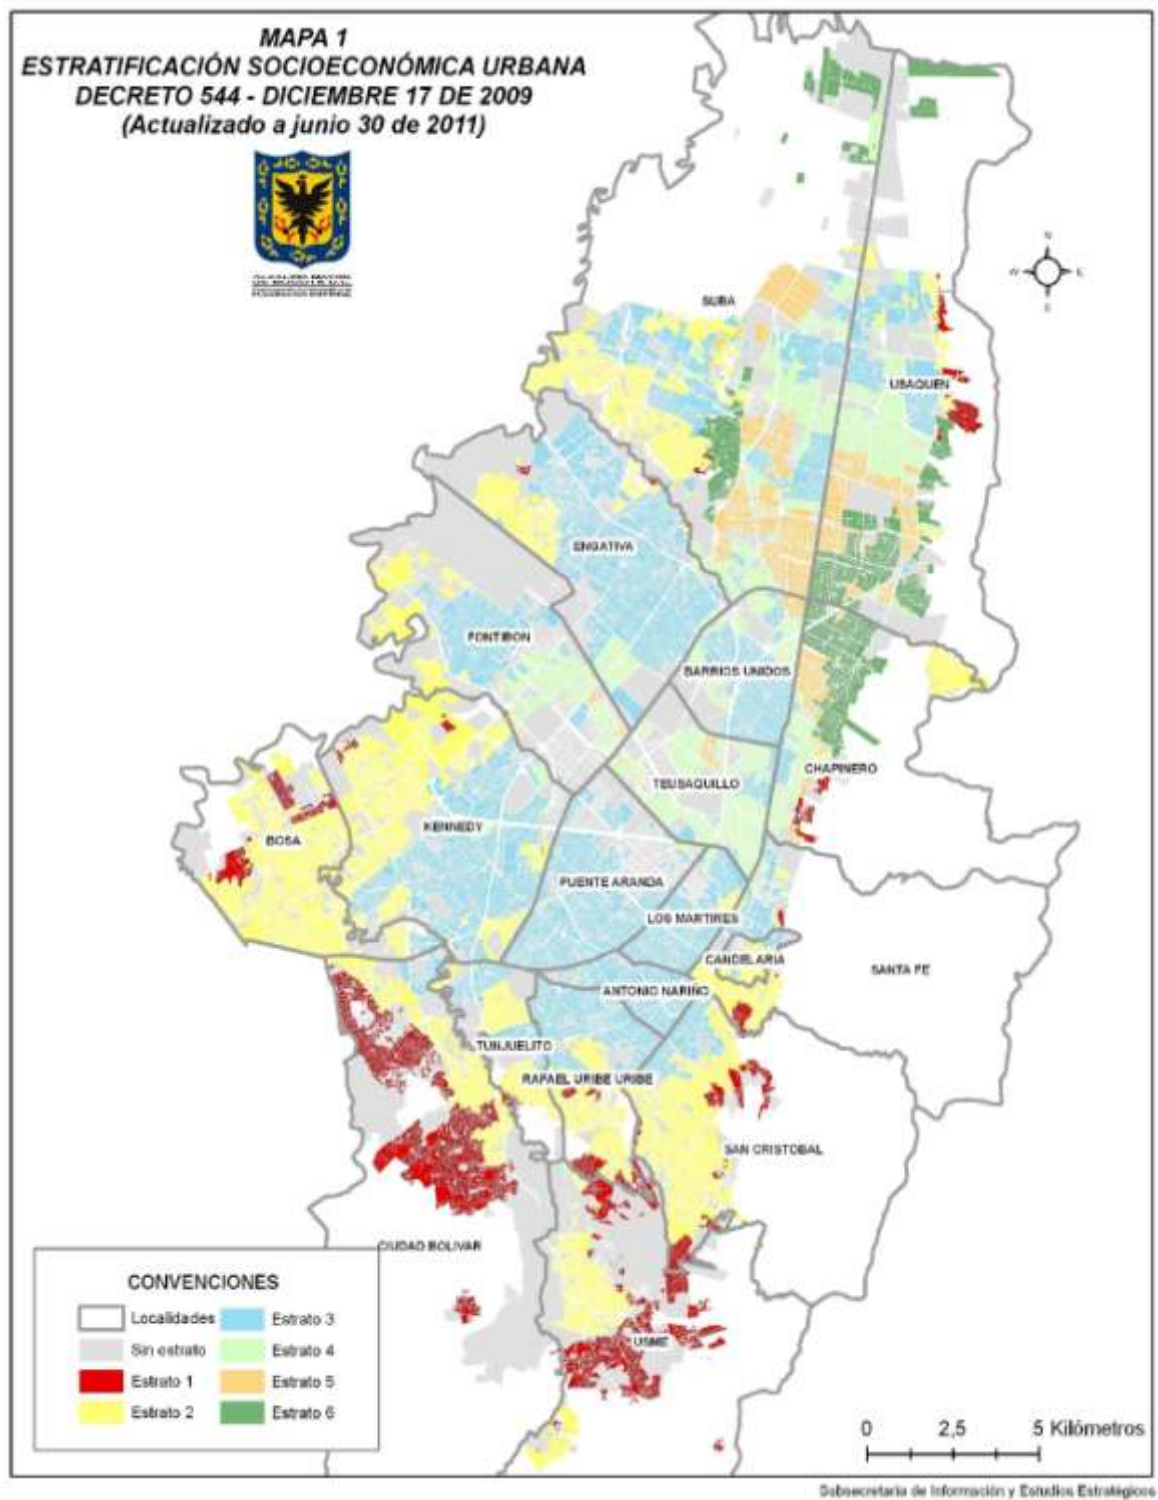 MAPA 1
ESTRATIFICACIÓN SOCIOECONÓMICA URBANA
DECRETO 544 - DICIEMBRE 17 DE 2009
(Actualizado a junio 30 de 2011)
N
W
E
S
SUBA
USAQUEN
ENGATIVA
FONTIBON
BARRIOS UNIDOS
CHAPINERO
TEUSAQUILLO
KENNEDY
BOSA
PUENTE ARANDA
LOS MARTIRES
CANDELARIA
SANTA FE
ANTONIO NARIÑO
TUNJUELITO
RAFAEL URIBE URIBE
SAN CRISTOBAL
CIUDAD BOLIVAR
USME
CONVENCIONES
Localidades
Sin estrato
Estrato 1
Estrato 2
Estrato 3
Estrato 4
Estrato 5
Estrato 6
0 2,5 5 Kilómetros
Subsecretaría de Información y Estudios Estratégicos